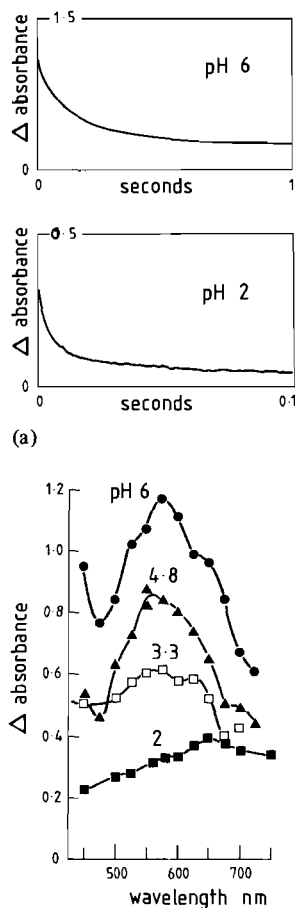 1·5
pH 6
Δ absorbance
0
0
seconds
1
0·5
pH 2
Δ absorbance
0
0
seconds
0·1
(a)
1·2
pH 6
1·0
4·8
0·8
3·3
0·6
Δ absorbance
0·4
2
0·2
0
500
600
700
wavelength nm